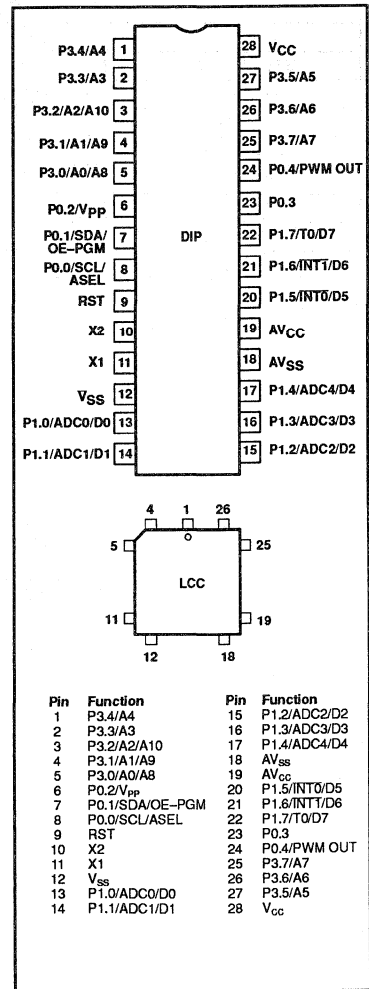 P3.4/A4 1 28 VCC
P3.3/A3 2 27 P3.5/A5
P3.2/A2/A10 3 26 P3.6/A6
P3.1/A1/A9 4 25 P3.7/A7
P3.0/A0/A8 5 24 P0.4/PWM OUT
P0.2/VPP 6 23 P0.3
P0.1/SDA/
OE–PGM 7 DIP 22 P1.7/T0/D7
P0.0/SCL/
ASEL 8 21 P1.6/INT1/D6
RST 9 20 P1.5/INT0/D5
X2 10 19 AVCC
X1 11 18 AVSS
VSS 12 17 P1.4/ADC4/D4
P1.0/ADC0/D0 13 16 P1.3/ADC3/D3
P1.1/ADC1/D1 14 15 P1.2/ADC2/D2
4 1 26
5 25
LCC
11 19
12 18
Pin Function Pin Function
1 P3.4/A4 15 P1.2/ADC2/D2
2 P3.3/A3 16 P1.3/ADC3/D3
3 P3.2/A2/A10 17 P1.4/ADC4/D4
4 P3.1/A1/A9 18 AVSS
5 P3.0/A0/A8 19 AVCC
6 P0.2/VPP 20 P1.5/INT0/D5
7 P0.1/SDA/OE–PGM 21 P1.6/INT1/D6
8 P0.0/SCL/ASEL 22 P1.7/T0/D7
9 RST 23 P0.3
10 X2 24 P0.4/PWM OUT
11 X1 25 P3.7/A7
12 VSS 26 P3.6/A6
13 P1.0/ADC0/D0 27 P3.5/A5
14 P1.1/ADC1/D1 28 VCC